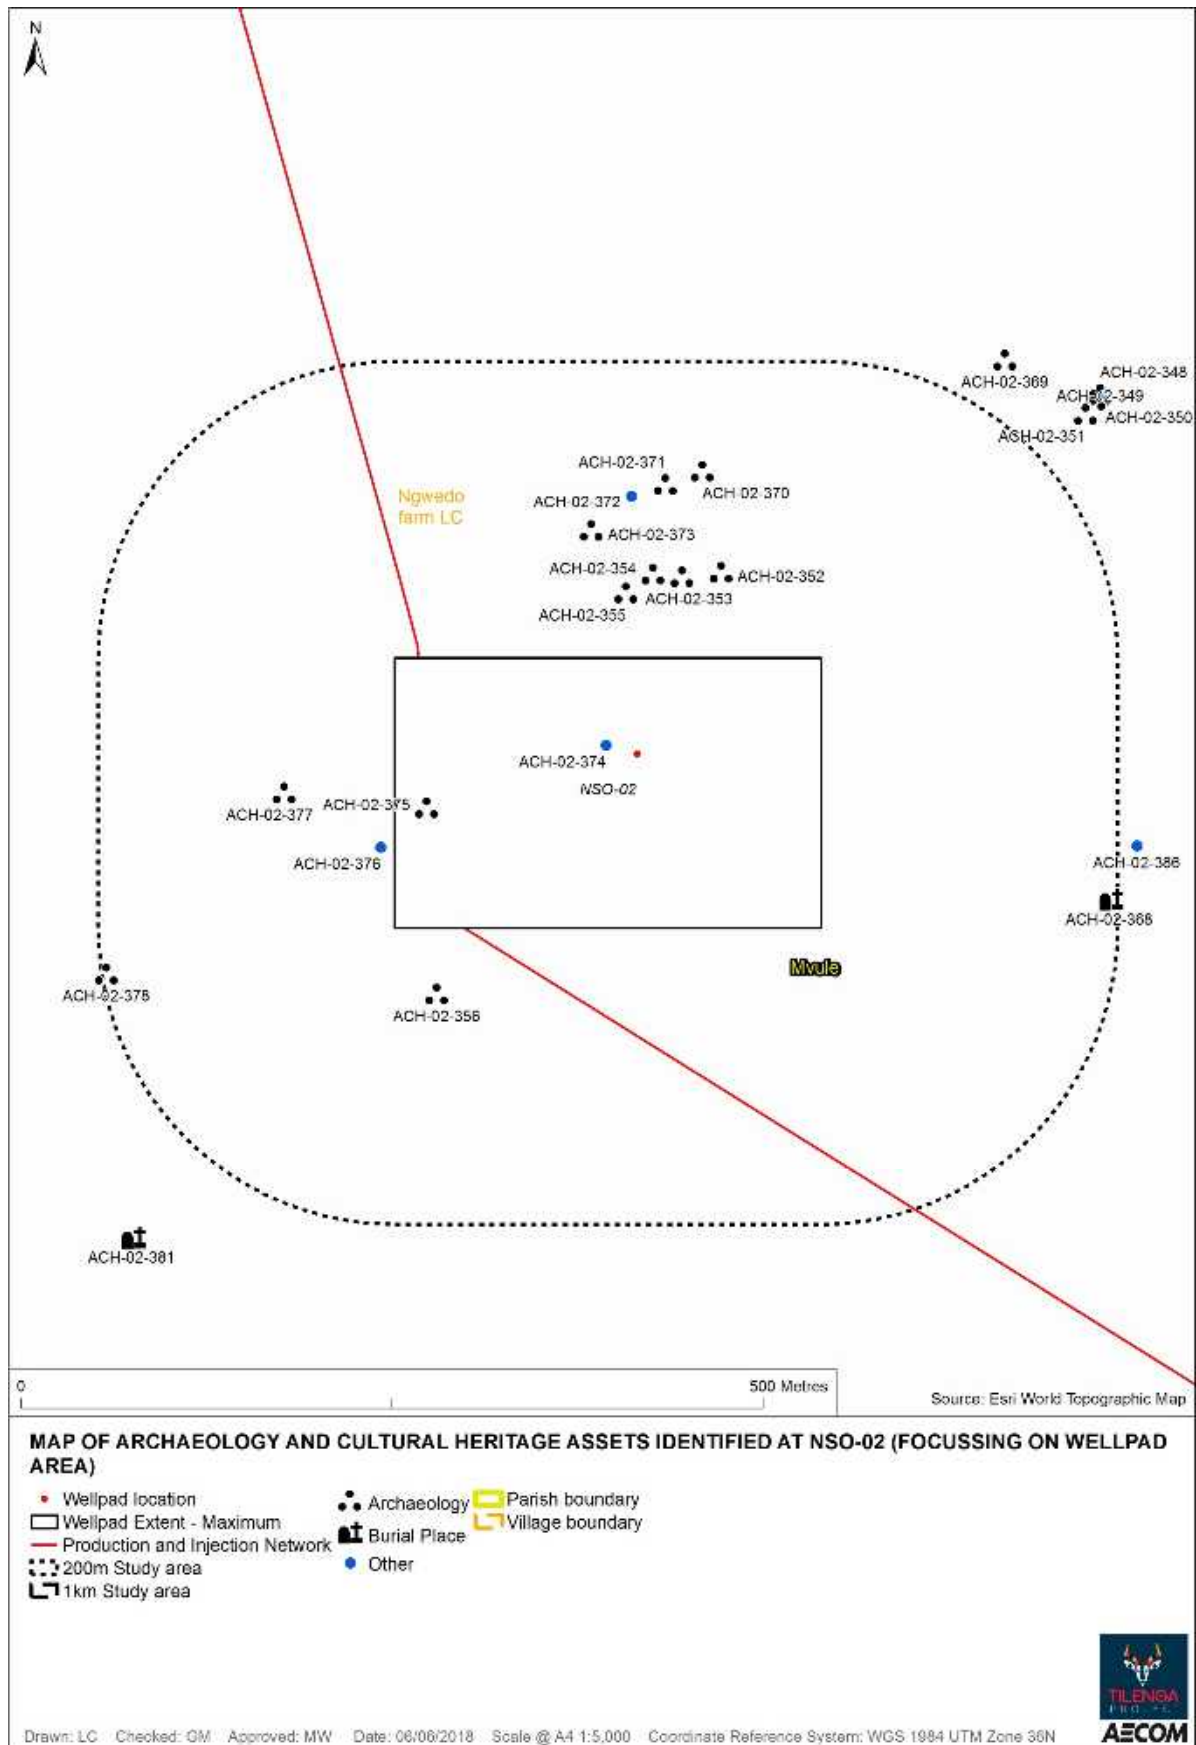 N
ACH-02-348
ACH-02-369
ACH-02-349
ACH-02-350
ACH-02-351
ACH-02-371
ACH-02-370
Ngwedo
farm LC
ACH-02-372
ACH-02-373
ACH-02-354
ACH-02-352
ACH-02-353
ACH-02-355
ACH-02-374
NSO-02
ACH-02-375
ACH-02-377
ACH-02-376
ACH-02-386
ACH-02-368
Mvule
ACH-02-378
ACH-02-356
ACH-02-381
0
500 Metres
Source: Esri World Topographic Map
MAP OF ARCHAEOLOGY AND CULTURAL HERITAGE ASSETS IDENTIFIED AT NSO-02 (FOCUSSING ON WELLPAD
AREA)
Wellpad location
Wellpad Extent - Maximum
Production and Injection Network
200m Study area
1km Study area
Archaeology
Burial Place
Other
Parish boundary
Village boundary
TILENGA
PROJECT
AECOM
Drawn: LC Checked: GM Approved: MW Date: 06/06/2018 Scale @ A4 1:5,000 Coordinate Reference System: WGS 1984 UTM Zone 36N